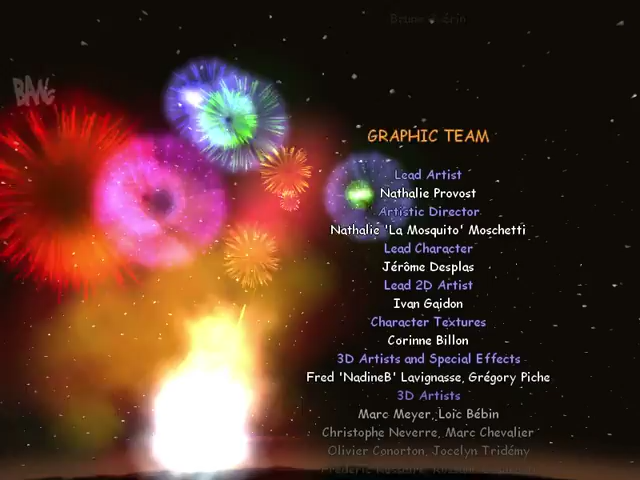 BANG
GRAPHIC TEAM
Lead Artist
Nathalie Provost
Artistic Director
Nathalie 'La Mosquito' Moschetti
Lead Character
Jérôme Desplas
Lead 2D Artist
Ivan Gaidon
Character Textures
Corinne Billon
3D Artists and Special Effects
Fred 'NadineB' Lavignasse, Grégory Piche
3D Artists
Marc Meyer, Loïc Bébin
Christophe Neverre, Marc Chevalier
Olivier Conorton, Jocelyn Tridémy